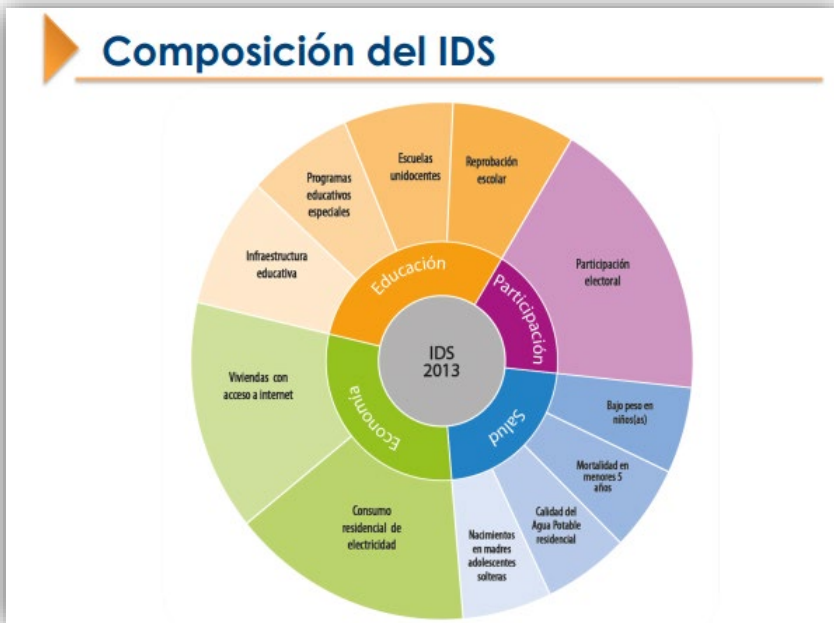 Composición del IDS
Escuelas
unidocentes
Reprobación
escolar
Programas
educativos
especiales
Infraestructura
educativa
Educación
Participación
Participación
electoral
IDS
2013
Viviendas con
acceso a internet
Economía
Salud
Bajo peso en
niños(as)
Mortalidad en
menores 5
años
Calidad del
Agua Potable
residencial
Nacimientos
en madres
adolescentes
solteras
Consumo
residencial de
electricidad